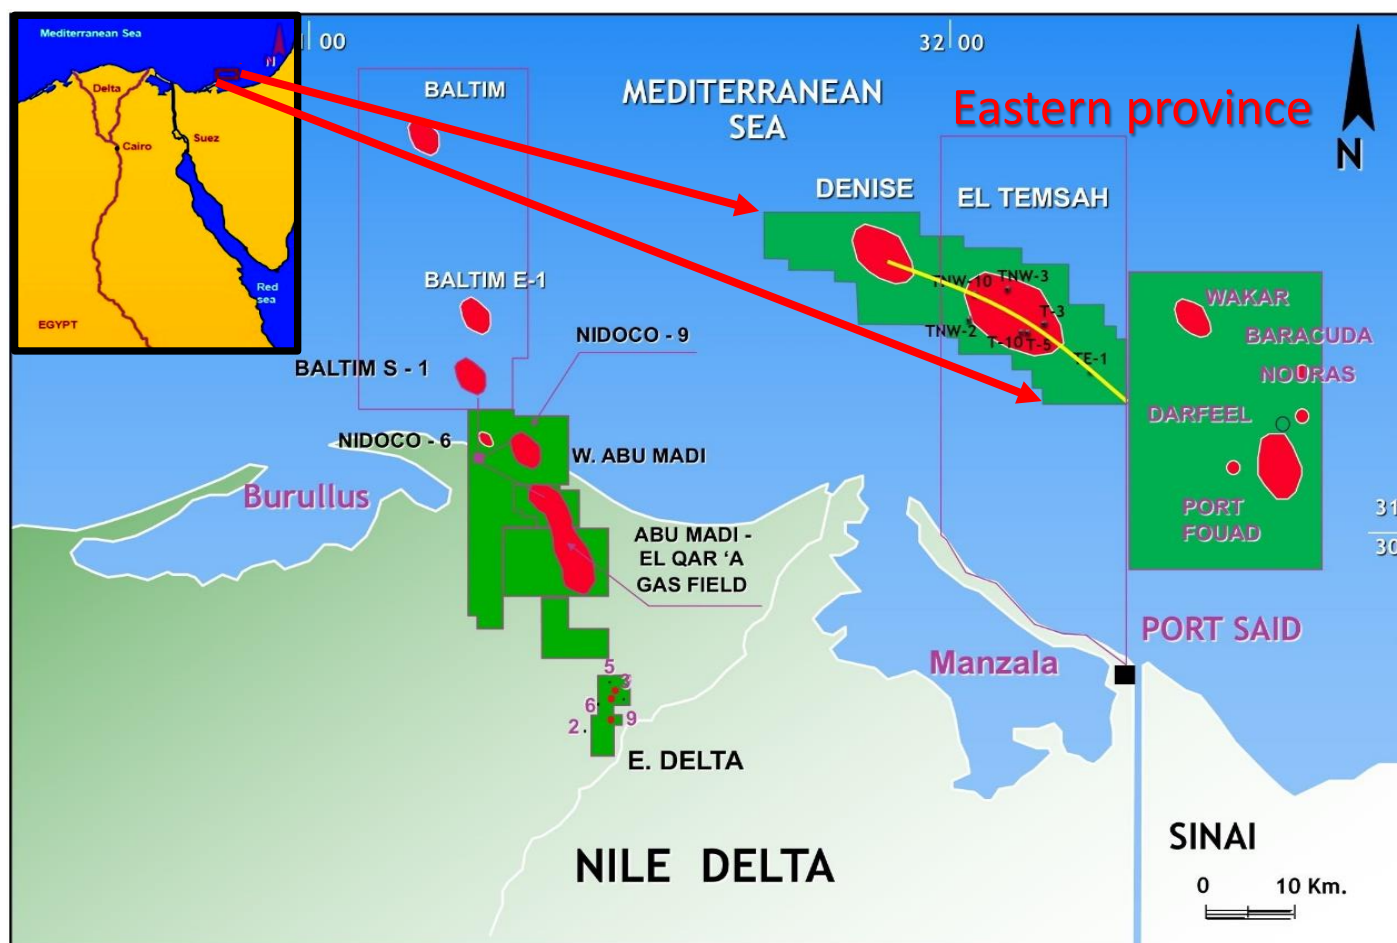 Mediterranean Sea
N
Delta
Cairo
Suez
Red
sea
EGYPT
00
32 00
BALTIM
MEDITERRANEAN
SEA
Eastern province
N
DENISE
EL TEMSAH
BALTIM E-1
TNW-10
TNW-3
TNW-2
T-3
T-10
T-5
TE-1
WAKAR
BARACUDA
NOURAS
DARFEEL
PORT
FOUAD
NIDOCO - 9
BALTIM S - 1
NIDOCO - 6
W. ABU MADI
Burullus
ABU MADI -
EL QAR ‘A
GAS FIELD
31
30
PORT SAID
Manzala
5
3
6
2
9
E. DELTA
NILE DELTA
SINAI
0 10 Km.